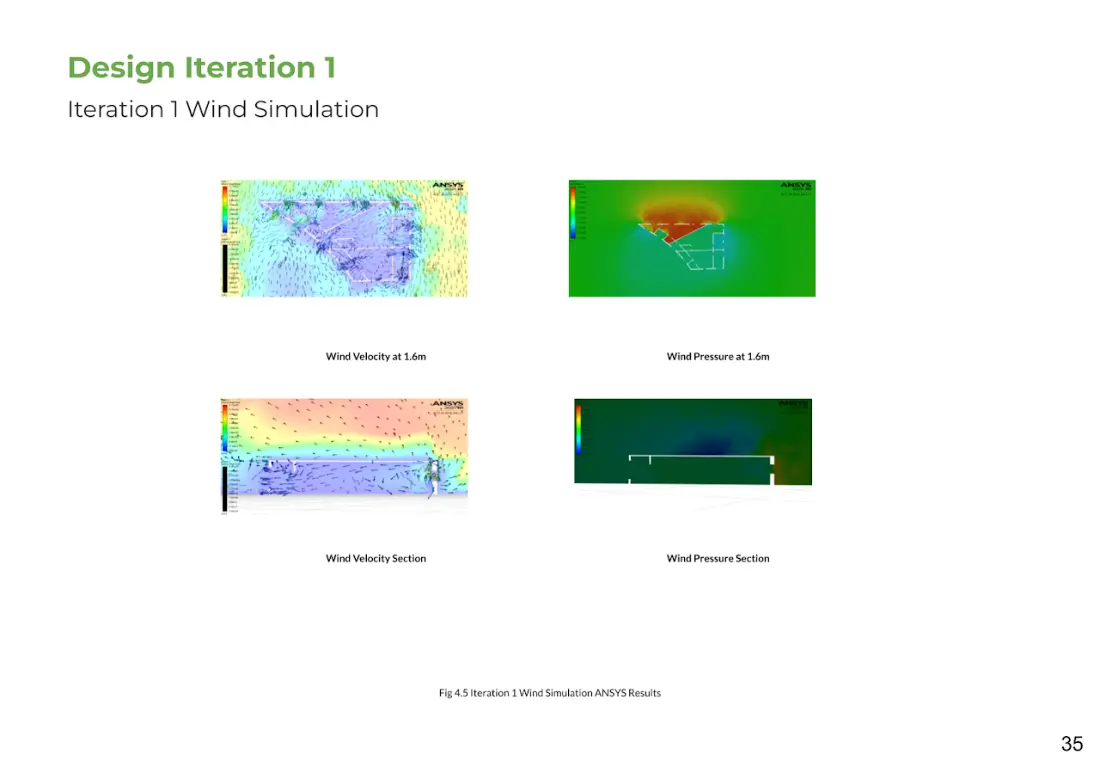 Design Iteration 1
Iteration 1 Wind Simulation
ANSYS
ANSYS
Wind Velocity at 1.6m
Wind Pressure at 1.6m
ANSYS
ANSYS
Wind Velocity Section
Wind Pressure Section
Fig 4.5 Iteration 1 Wind Simulation ANSYS Results
35